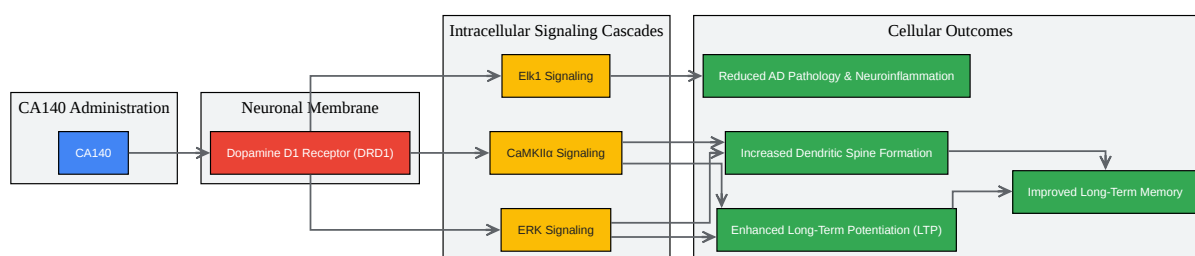 CA140 Administration
CA140
Neuronal Membrane
Dopamine D1 Receptor (DRD1)
Intracellular Signaling Cascades
Elk1 Signaling
CaMKIIα Signaling
ERK Signaling
Cellular Outcomes
Reduced AD Pathology & Neuroinflammation
Increased Dendritic Spine Formation
Enhanced Long-Term Potentiation (LTP)
Improved Long-Term Memory